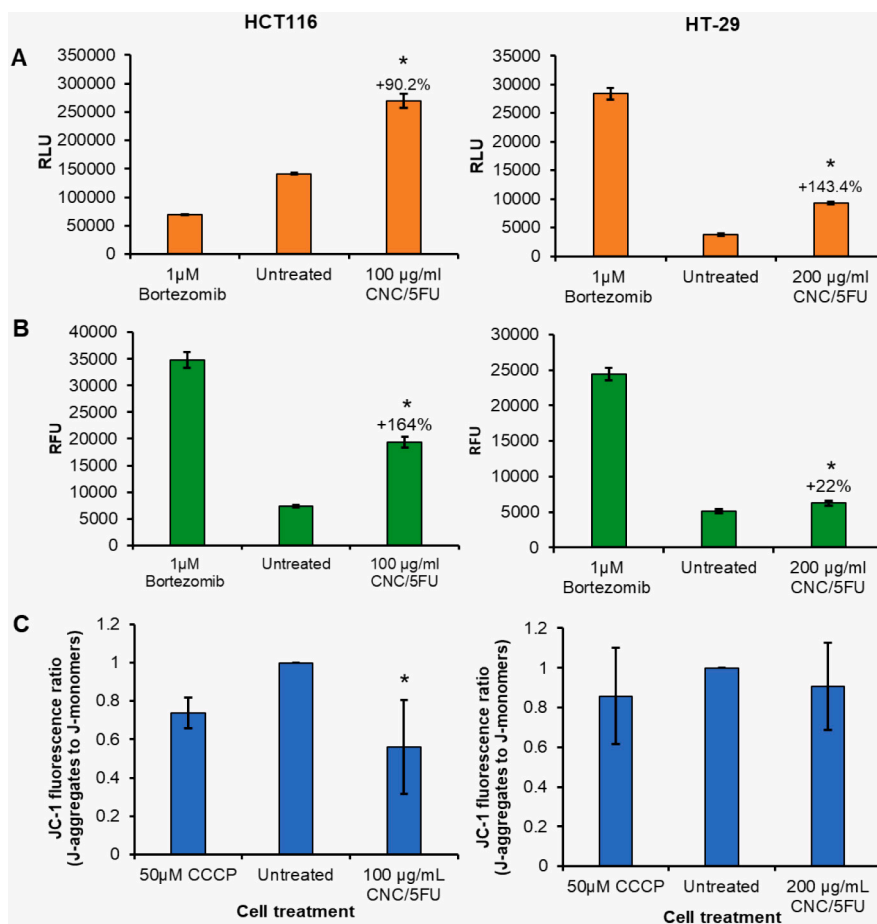 HCT116
HT-29
A
RLU
350000
300000
250000
200000
150000
100000
50000
0
*
+90.2%
1µM
Bortezomib
Untreated
100 µg/ml
CNC/5FU
RLU
35000
30000
25000
20000
15000
10000
5000
0
*
+143.4%
1µM
Bortezomib
Untreated
200 µg/ml
CNC/5FU
B
RFU
40000
35000
30000
25000
20000
15000
10000
5000
0
*
+164%
1µM
Bortezomib
Untreated
100 µg/ml
CNC/5FU
RFU
30000
25000
20000
15000
10000
5000
0
*
+22%
1µM
Bortezomib
Untreated
200 µg/ml
CNC/5FU
C
JC-1 fluorescence ratio
(J-aggregates to J-monomers)
1.2
1
0.8
0.6
0.4
0.2
0
*
50µM CCCP
Untreated
100 µg/mL
CNC/5FU
Cell treatment
JC-1 fluorescence ratio
(J-aggregates to J-monomers)
1.2
1
0.8
0.6
0.4
0.2
0
50µM CCCP
Untreated
200 µg/mL
CNC/5FU
Cell treatment